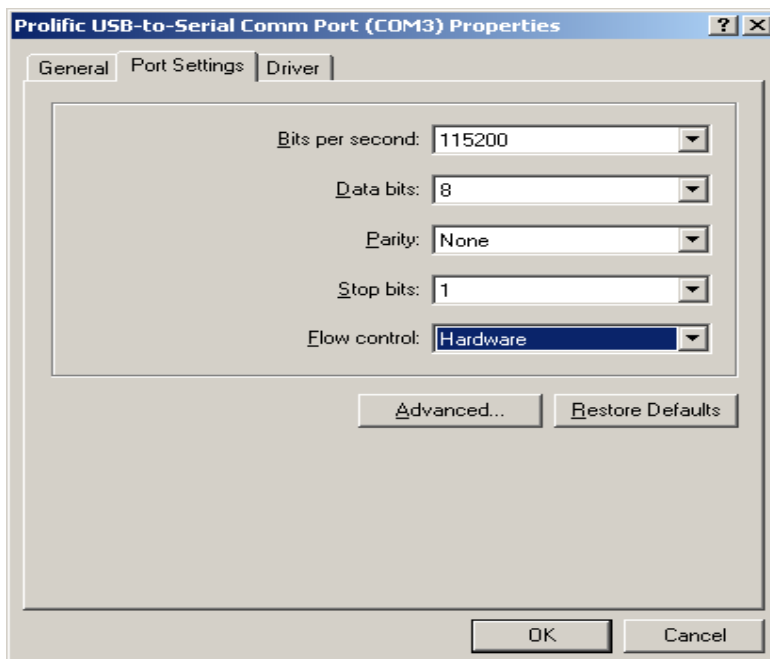 Prolific USB-to-Serial Comm Port (COM3) Properties
General Port Settings Driver
Bits per second: 115200
Data bits: 8
Parity: None
Stop bits: 1
Flow control: Hardware
Advanced... Restore Defaults
OK Cancel